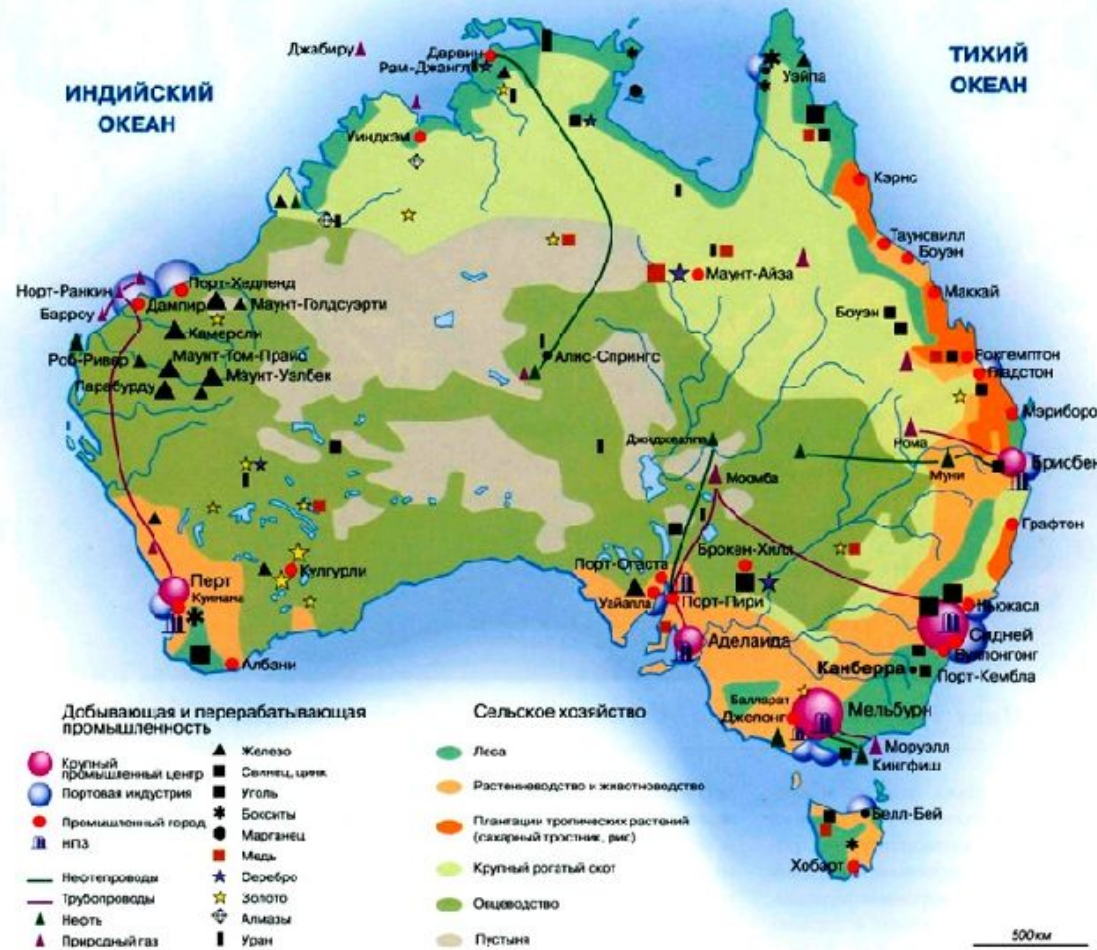 Джабиру
Дарвин
Рам-Джангл
ТИХИЙ
ОКЕАН
ИНДИЙСКИЙ
ОКЕАН
Уэйпа
Уиндхэм
Кэрнс
Таунсвилл
Боуэн
Маунт-Айза
Порт-Хедленд
Норт-Ранкин
Дампир
Маунт-Голдсуэрти
Маккай
Барроу
Боуэн
Хамерсли
Роб-Ривер
Маунт-Том-Прайс
Алис-Спрингс
Рокгемптон
Маунт-Уэлбек
Парабурду
Гладстон
Мэриборо
Рома
Брисбен
Муни
Моомба
Графтон
Брокен-Хилл
Порт-Огаста
Кулгурли
Перт
Куинана
Уайалла
Порт-Пири
Ньюкасл
Сидней
Аделаида
Вуллонгонг
Албани
Канберра
Порт-Кембла
Балларат
Мельбурн
Джелонг
Моруэлл
Кингфиш
Белл-Бей
Хобарт
Добывающая и перерабатывающая
промышленность
Крупный
промышленный центр
Портовая индустрия
Промышленный город
НПЗ
Нефтепроводы
Трубопроводы
Нефть
Природный газ
Железо
Свинец, цинк
Уголь
Бокситы
Марганец
Медь
Серебро
Золото
Алмазы
Уран
Сельское хозяйство
Леса
Растениеводство и животноводство
Плантации тропических растений
(сахарный тростник, рис)
Крупный рогатый скот
Овцеводство
Пустыня
500км